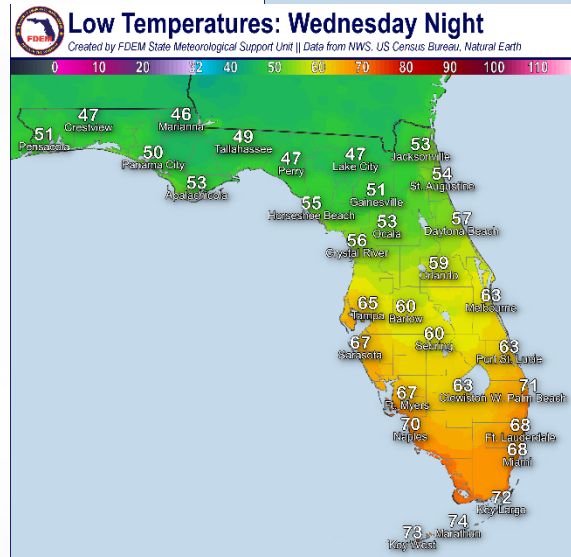 FDEM
Low Temperatures: Wednesday Night
Created by FDEM State Meteorological Support Unit || Data from NWS. US Census Bureau, Natural Earth
0 10 20 32 40 50 60 70 80 90 100 110
47
Crestview
46
Marianna
51
Pensacola
50
Panama City
49
Tallahassee
53
Apalachicola
47
Perry
47
Lake City
53
Jacksonville
54
St. Augustine
51
Gainesville
55
Horseshoe Beach
53
Ocala
57
Daytona Beach
56
Crystal River
59
Orlando
63
Melbourne
65
Tampa
60
Bartow
67
Sarasota
60
Sebring
63
Port St. Lucie
67
Ft. Myers
63
Clewiston
71
W. Palm Beach
70
Naples
68
Ft. Lauderdale
68
Miami
72
Key Largo
74
Marathon
73
Key West